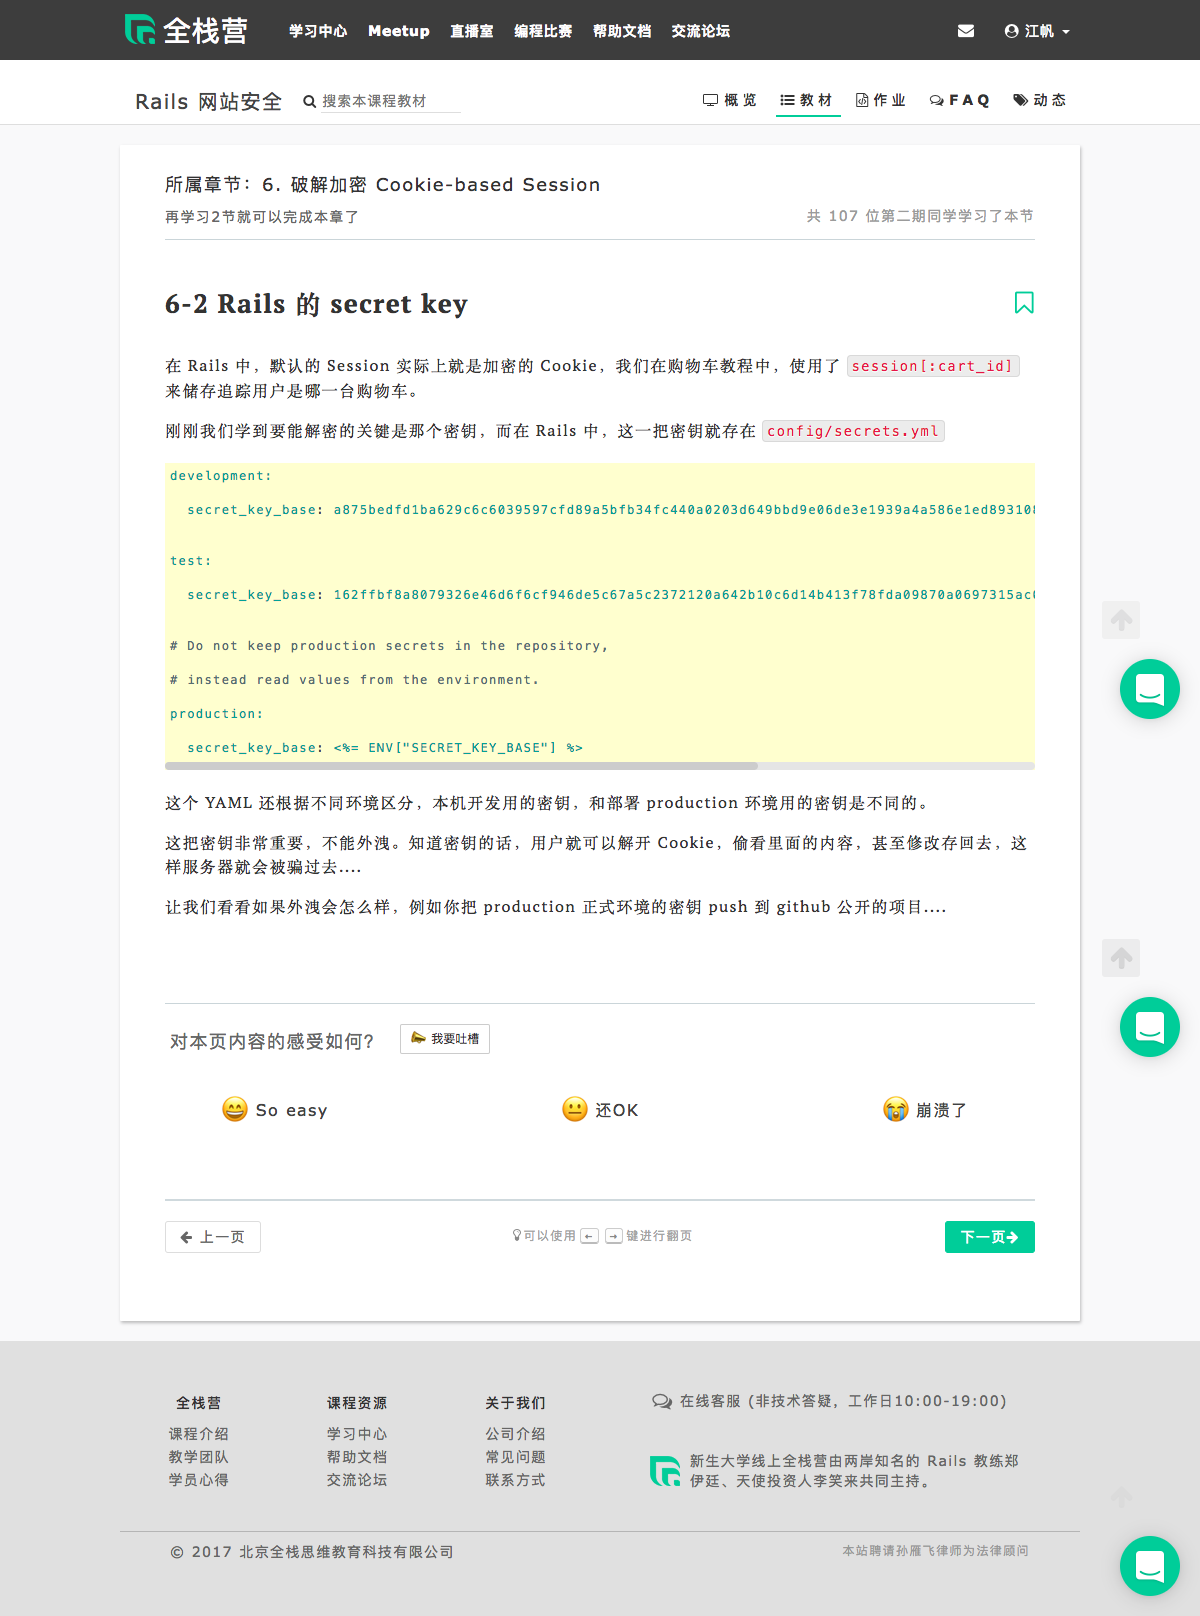 全栈营 学习中心 Meetup 直播室 编程比赛 帮助文档 交流论坛 江帆
Rails 网站安全 搜索本课程教材 概览 教材 作业 FAQ 动态
所属章节：6. 破解加密 Cookie-based Session
再学习2节就可以完成本章了 共 107 位第二期同学学习了本节
6-2 Rails 的 secret key
在 Rails 中，默认的 Session 实际上就是加密的 Cookie，我们在购物车教程中，使用了 session[:cart_id]
来储存追踪用户是哪一台购物车。
刚刚我们学到要能解密的关键是那个密钥，而在 Rails 中，这一把密钥就存在 config/secrets.yml
development:
secret_key_base: a875bedfd1ba629c6c6039597cfd89a5bfb34fc440a0203d649bbd9e06de3e1939a4a586e1ed893108
test:
secret_key_base: 162ffbf8a8079326e46d6f6cf946de5c67a5c2372120a642b10c6d14b413f78fda09870a0697315ac
# Do not keep production secrets in the repository,
# instead read values from the environment.
production:
secret_key_base: <%= ENV["SECRET_KEY_BASE"] %>
这个 YAML 还根据不同环境区分，本机开发用的密钥，和部署 production 环境用的密钥是不同的。
这把密钥非常重要，不能外洩。知道密钥的话，用户就可以解开 Cookie，偷看里面的内容，甚至修改存回去，这
样服务器就会被骗过去....
让我们看看如果外洩会怎么样，例如你把 production 正式环境的密钥 push 到 github 公开的项目....
对本页内容的感受如何？ 我要吐槽
So easy 还OK 崩溃了
上一页 可以使用 ← → 键进行翻页 下一页
全栈营 课程资源 关于我们 在线客服 (非技术答疑，工作日10:00-19:00)
课程介绍 学习中心 公司介绍
教学团队 帮助文档 常见问题 新生大学线上全栈营由两岸知名的 Rails 教练郑
学员心得 交流论坛 联系方式 伊廷、天使投资人李笑来共同主持。
© 2017 北京全栈思维教育科技有限公司 本站聘请孙雁飞律师为法律顾问